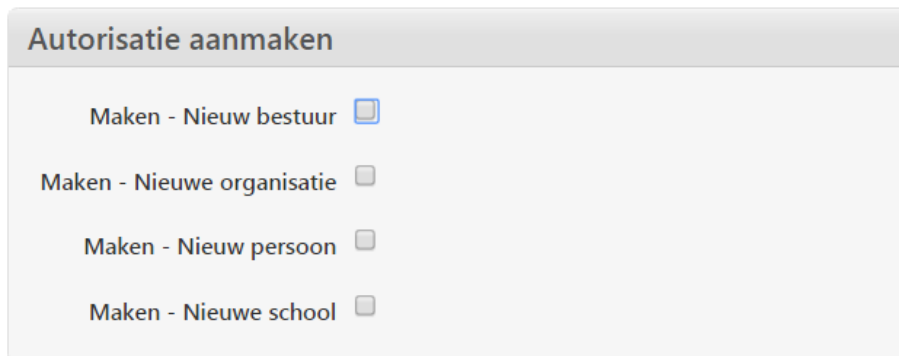 Autorisatie aanmaken
Maken - Nieuw bestuur
Maken - Nieuwe organisatie
Maken - Nieuw persoon
Maken - Nieuwe school